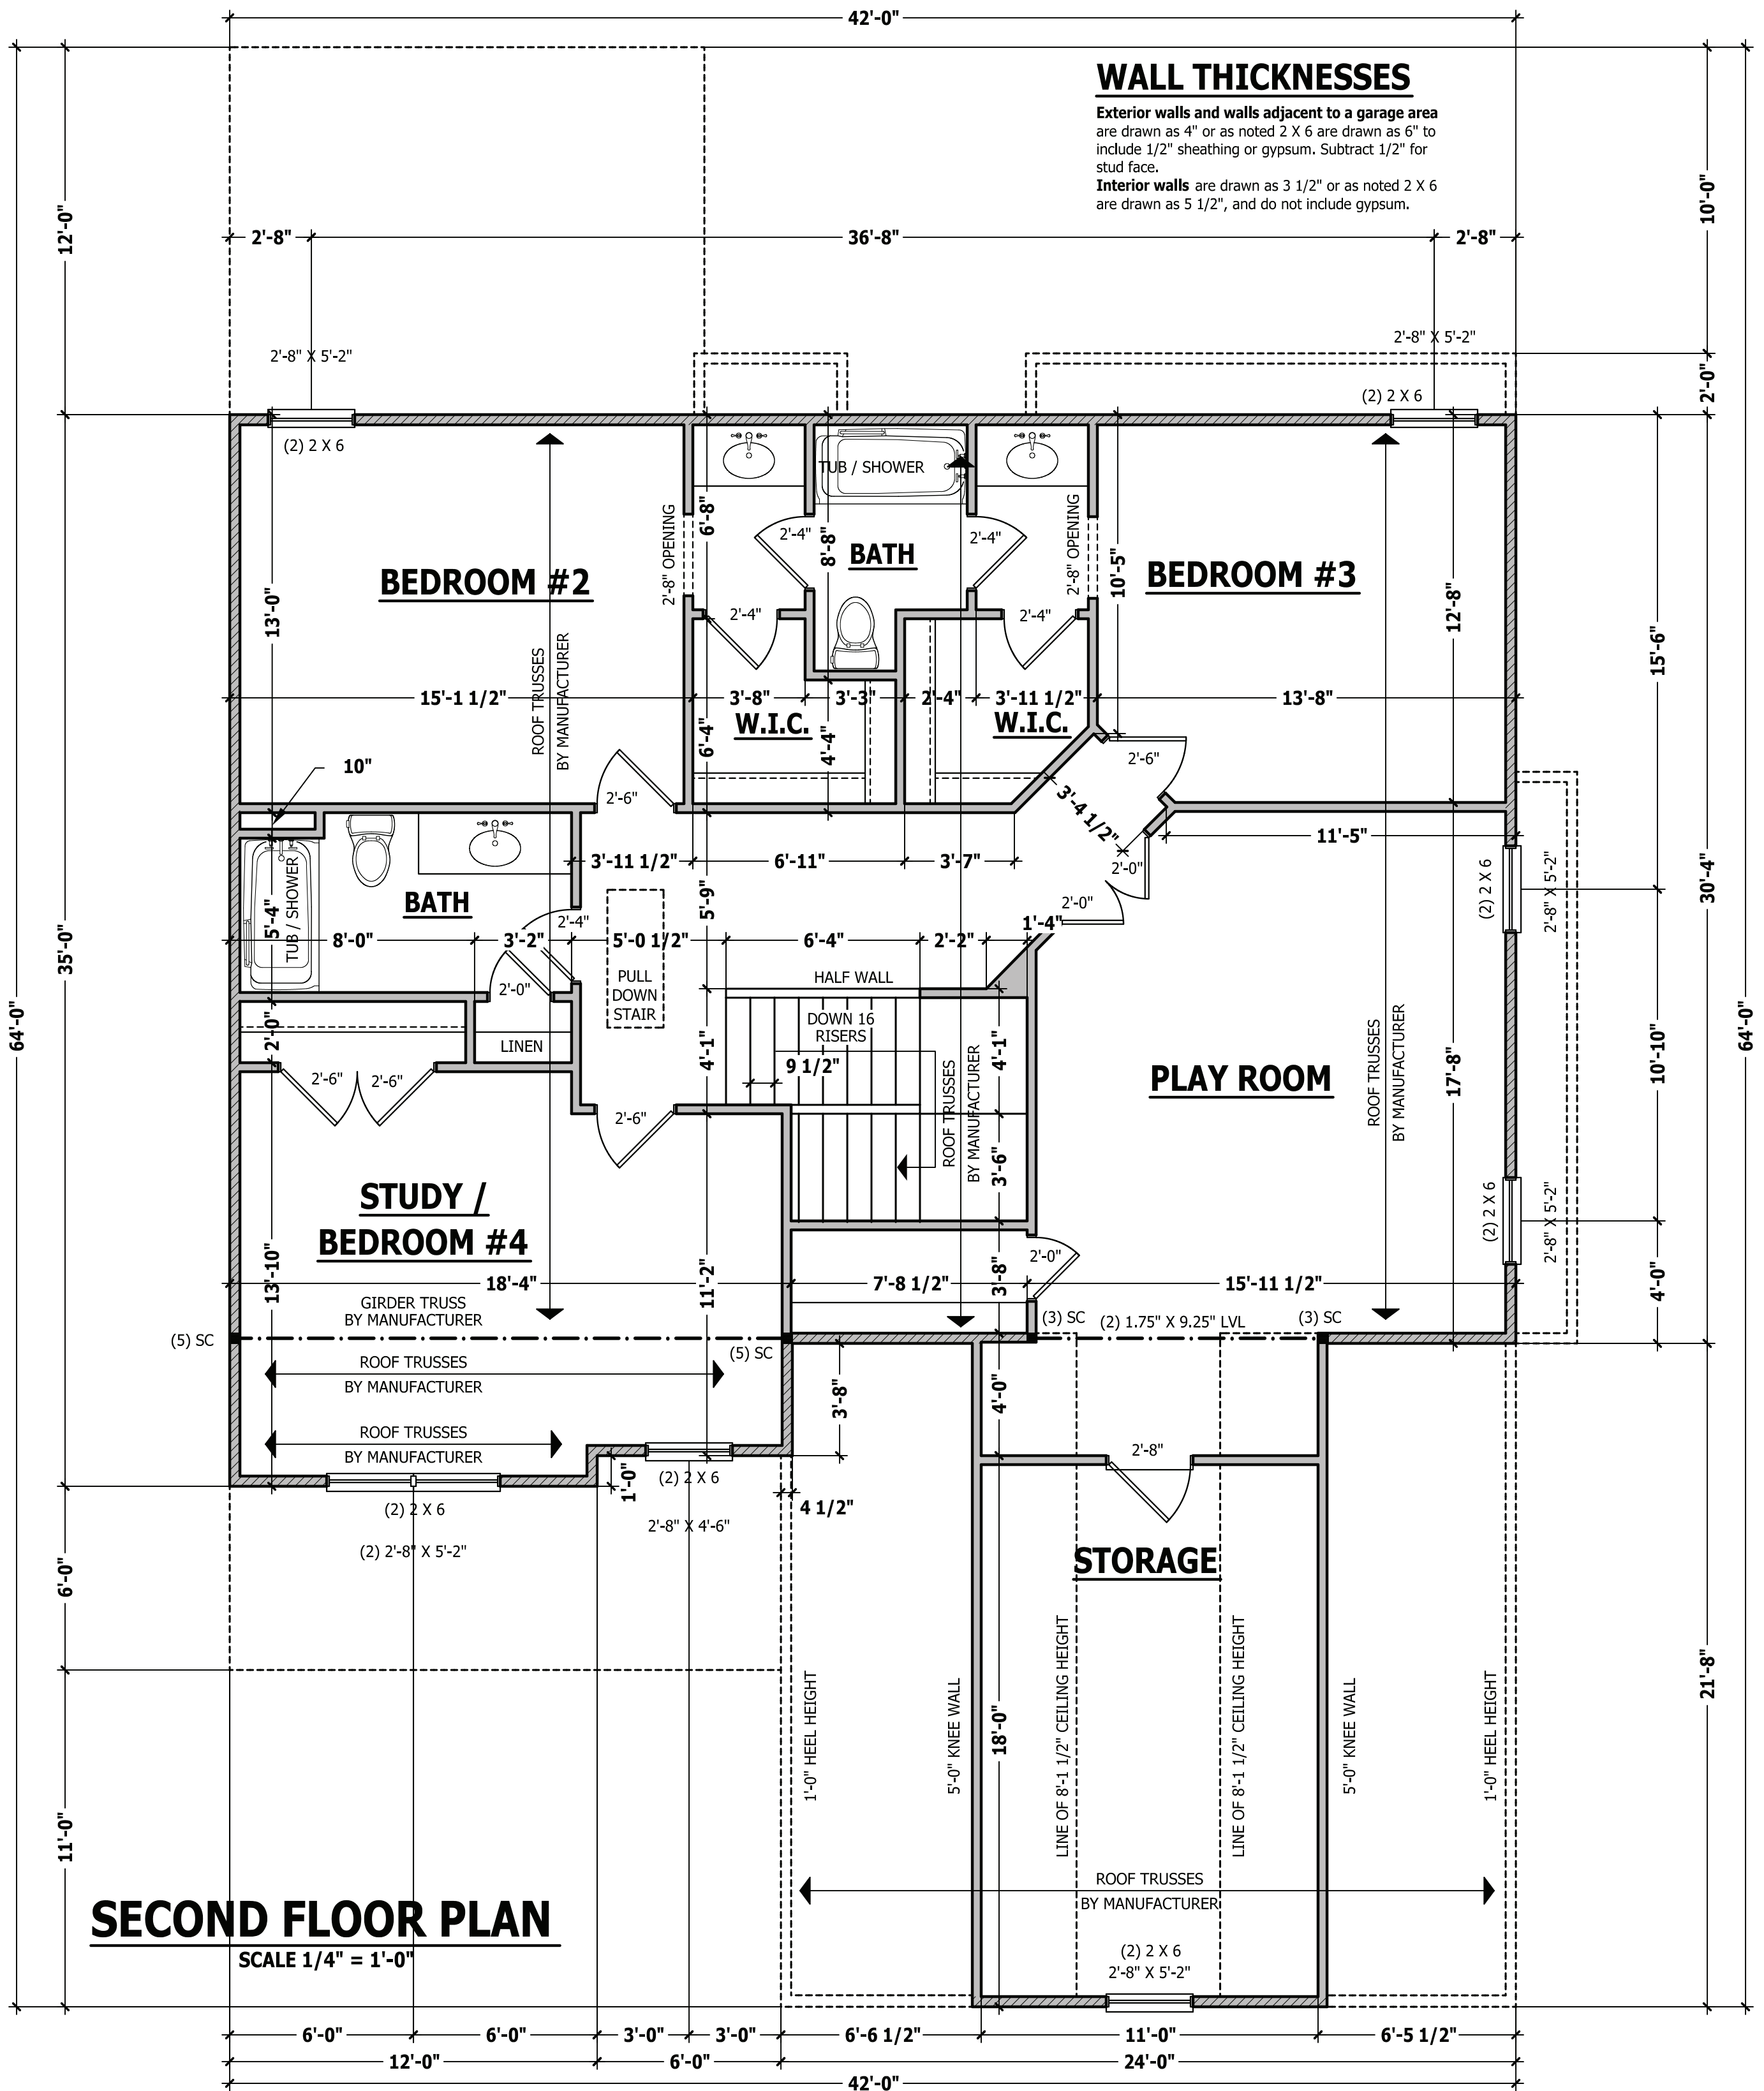 42'-0"
WALL THICKNESSES
Exterior walls and walls adjacent to a garage area
are drawn as 4" or as noted 2 X 6 are drawn as 6" to
include 1/2" sheathing or gypsum. Subtract 1/2" for
stud face.
Interior walls are drawn as 3 1/2" or as noted 2 X 6
are drawn as 5 1/2", and do not include gypsum.
12'-0"
10'-0"
2'-8"
36'-8"
2'-8"
2'-8" X 5'-2"
2'-8" X 5'-2"
2'-0"
(2) 2 X 6
(2) 2 X 6
TUB / SHOWER
6'-8"
8'-8"
2'-8" OPENING
2'-4"
2'-4"
2'-8" OPENING
10'-5"
BATH
BEDROOM #2
BEDROOM #3
13'-0"
12'-8"
15'-6"
2'-4"
2'-4"
ROOF TRUSSES
BY MANUFACTURER
15'-1 1/2"
3'-8"
3'-3"
2'-4"
3'-11 1/2"
13'-8"
W.I.C.
W.I.C.
6'-4"
4'-4"
10"
2'-6"
2'-6"
3'-4 1/2"
11'-5"
3'-11 1/2"
6'-11"
3'-7"
2'-0"
(2) 2 X 6
2'-8" X 5'-2"
30'-4"
TUB / SHOWER
BATH
5'-4"
5'-9"
2'-0"
2'-4"
1'-4"
35'-0"
8'-0"
3'-2"
5'-0 1/2"
6'-4"
2'-2"
2'-0"
PULL
DOWN
STAIR
HALF WALL
DOWN 16
RISERS
64'-0"
64'-0"
2'-0"
LINEN
4'-1"
9 1/2"
4'-1"
ROOF TRUSSES
BY MANUFACTURER
PLAY ROOM
ROOF TRUSSES
BY MANUFACTURER
17'-8"
10'-10"
2'-6"
2'-6"
2'-6"
3'-6"
STUDY /
BEDROOM #4
(2) 2 X 6
2'-8" X 5'-2"
13'-10"
11'-2"
2'-0"
3'-8"
4'-0"
18'-4"
7'-8 1/2"
15'-11 1/2"
GIRDER TRUSS
BY MANUFACTURER
(5) SC
(5) SC
(3) SC
(2) 1.75" X 9.25" LVL
(3) SC
ROOF TRUSSES
BY MANUFACTURER
3'-8"
4'-0"
ROOF TRUSSES
BY MANUFACTURER
2'-8"
1'-0"
(2) 2 X 6
4 1/2"
(2) 2 X 6
2'-8" X 4'-6"
(2) 2'-8" X 5'-2"
STORAGE
6'-0"
21'-8"
1'-0" HEEL HEIGHT
5'-0" KNEE WALL
18'-0"
LINE OF 8'-1 1/2" CEILING HEIGHT
LINE OF 8'-1 1/2" CEILING HEIGHT
5'-0" KNEE WALL
1'-0" HEEL HEIGHT
11'-0"
ROOF TRUSSES
BY MANUFACTURER
SECOND FLOOR PLAN
SCALE 1/4" = 1'-0"
(2) 2 X 6
2'-8" X 5'-2"
6'-0"
6'-0"
3'-0"
3'-0"
6'-6 1/2"
11'-0"
6'-5 1/2"
12'-0"
6'-0"
24'-0"
42'-0"